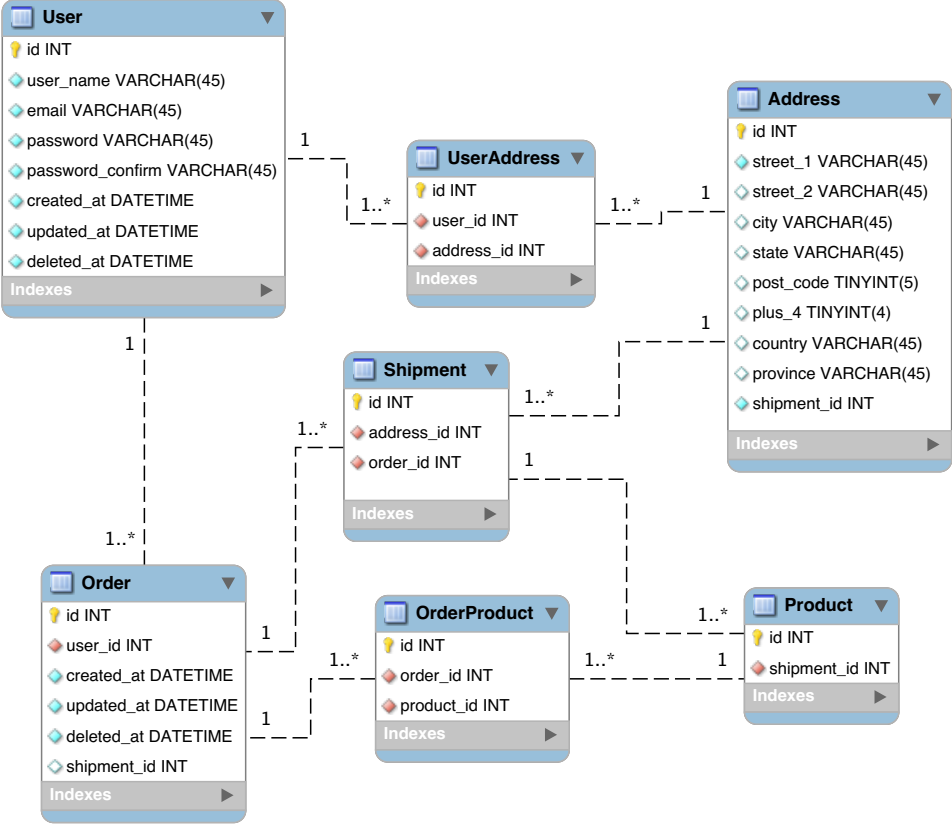 User
id INT
user_name VARCHAR(45)
email VARCHAR(45)
password VARCHAR(45)
password_confirm VARCHAR(45)
created_at DATETIME
updated_at DATETIME
deleted_at DATETIME
Indexes
1
1..*
UserAddress
id INT
user_id INT
address_id INT
Indexes
1..*
1
Address
id INT
street_1 VARCHAR(45)
street_2 VARCHAR(45)
city VARCHAR(45)
state VARCHAR(45)
post_code TINYINT(5)
plus_4 TINYINT(4)
country VARCHAR(45)
province VARCHAR(45)
shipment_id INT
Indexes
1
1..*
1
1..*
Shipment
id INT
address_id INT
order_id INT
Indexes
1..*
1
1
1..*
Order
id INT
user_id INT
created_at DATETIME
updated_at DATETIME
deleted_at DATETIME
shipment_id INT
Indexes
1
1..*
OrderProduct
id INT
order_id INT
product_id INT
Indexes
1..*
1
Product
id INT
shipment_id INT
Indexes